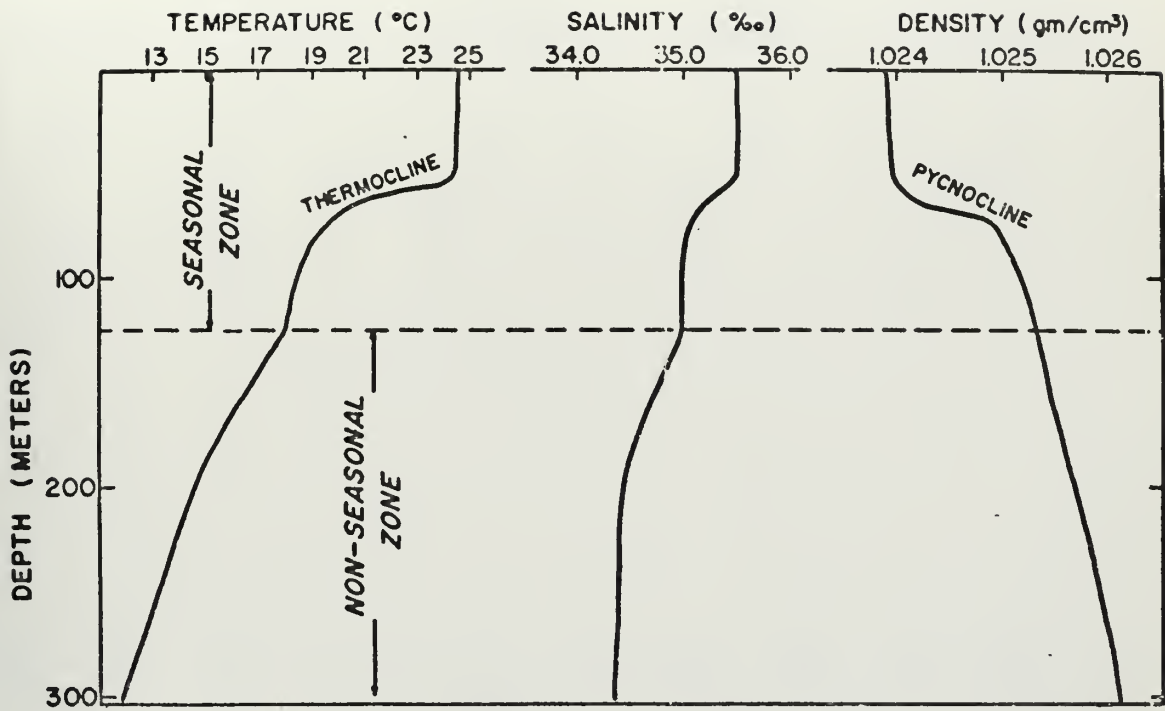 TEMPERATURE (°C)
SALINITY (‰)
DENSITY (gm/cm³)
13 15 17 19 21 23 25
34.0 35.0 36.0
1.024 1.025 1.026
SEASONAL
ZONE
THERMOCLINE
PYCNOCLINE
100
DEPTH (METERS)
200
NON-SEASONAL
ZONE
300